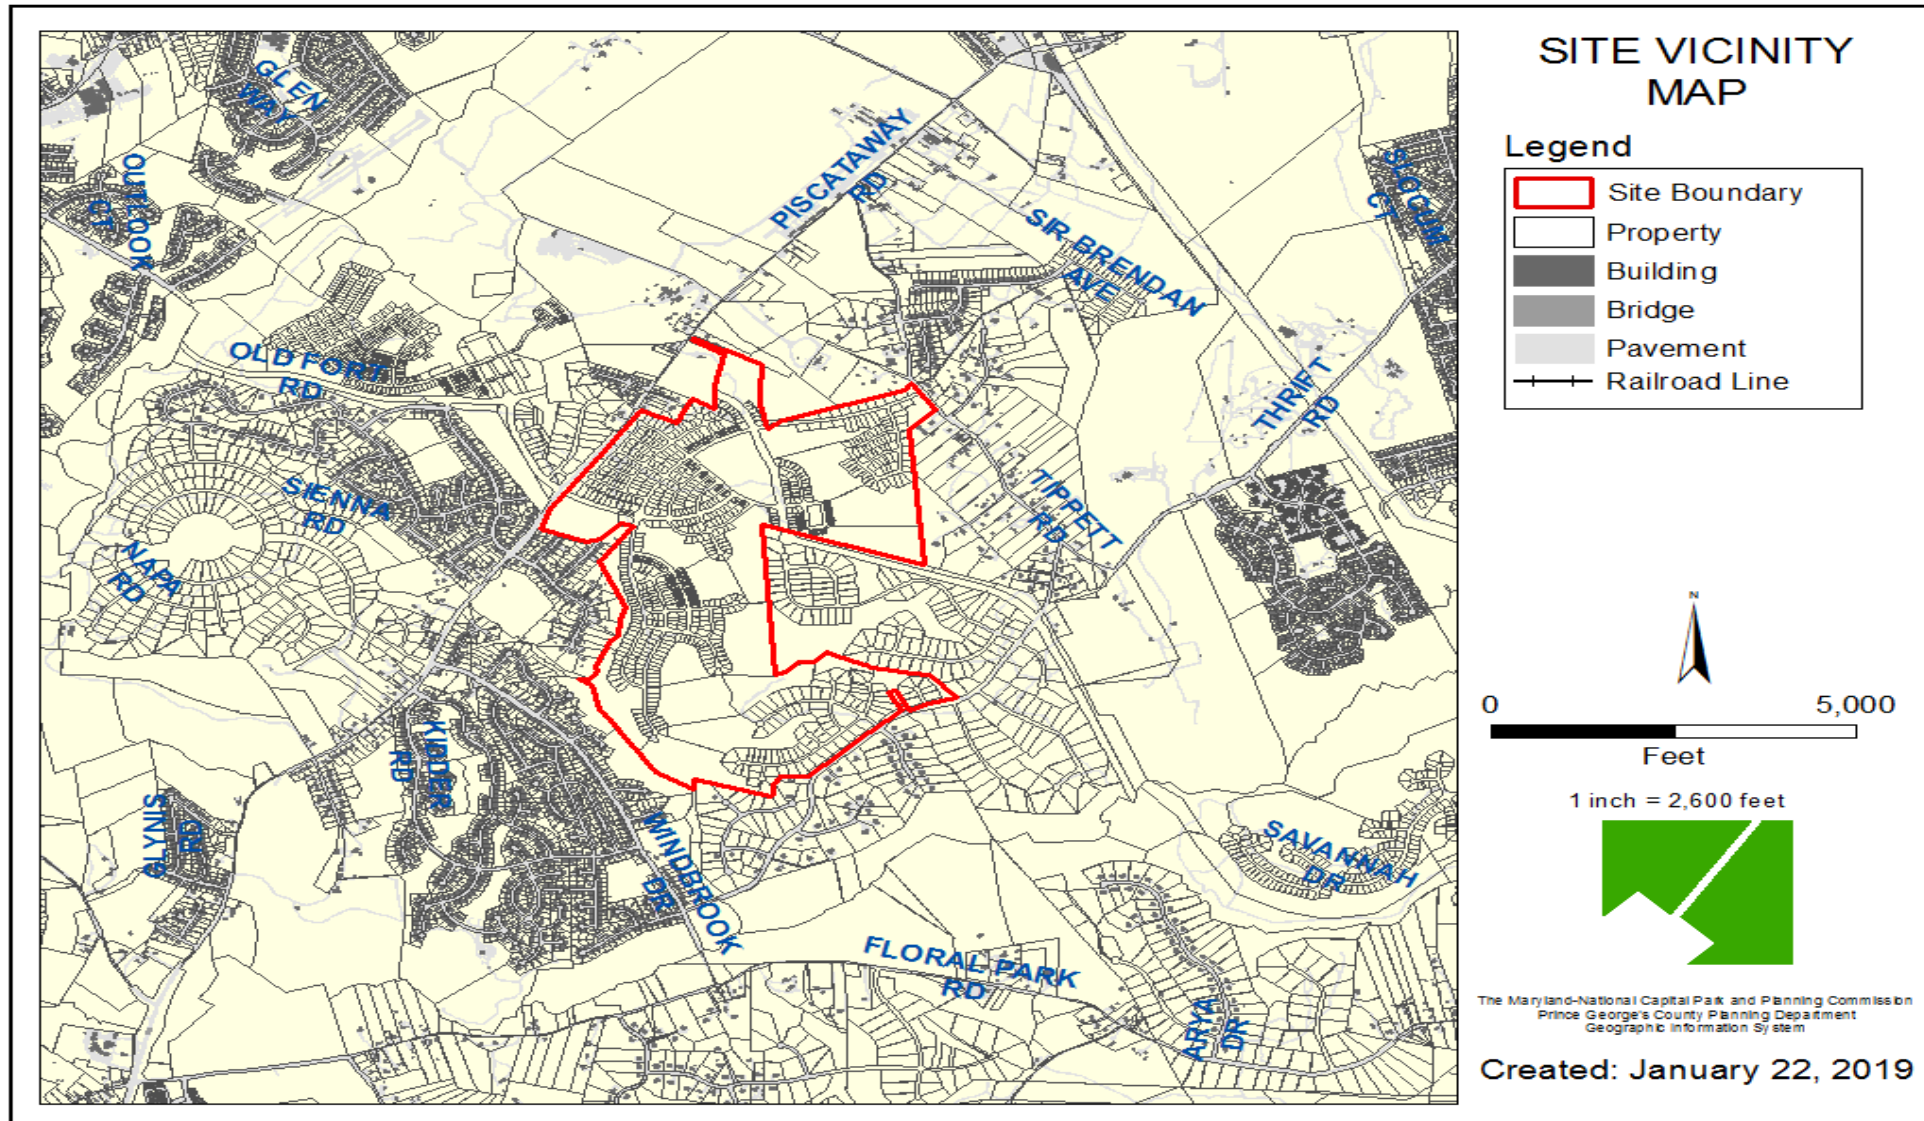 SITE VICINITY
MAP
Legend
Site Boundary
Property
Building
Bridge
Pavement
Railroad Line
N
0 5,000
Feet
1 inch = 2,600 feet
The Maryland-National Capital Park and Planning Commission
Prince George's County Planning Department
Geographic Information System
Created: January 22, 2019
GLEN
WAY
OUTLOOK
CT
PISCATAWAY
RD
SLOCUM
CT
SIR BRENDAN
AVE
OLD FORT
RD
THRIFT
RD
SIENNA
RD
TIPPETT
RD
NAPA
RD
KIDDER
RD
GLYNIS
RD
WINDBROOK
DR
SAVANNAH
DR
FLORAL PARK
RD
ARYA
DR